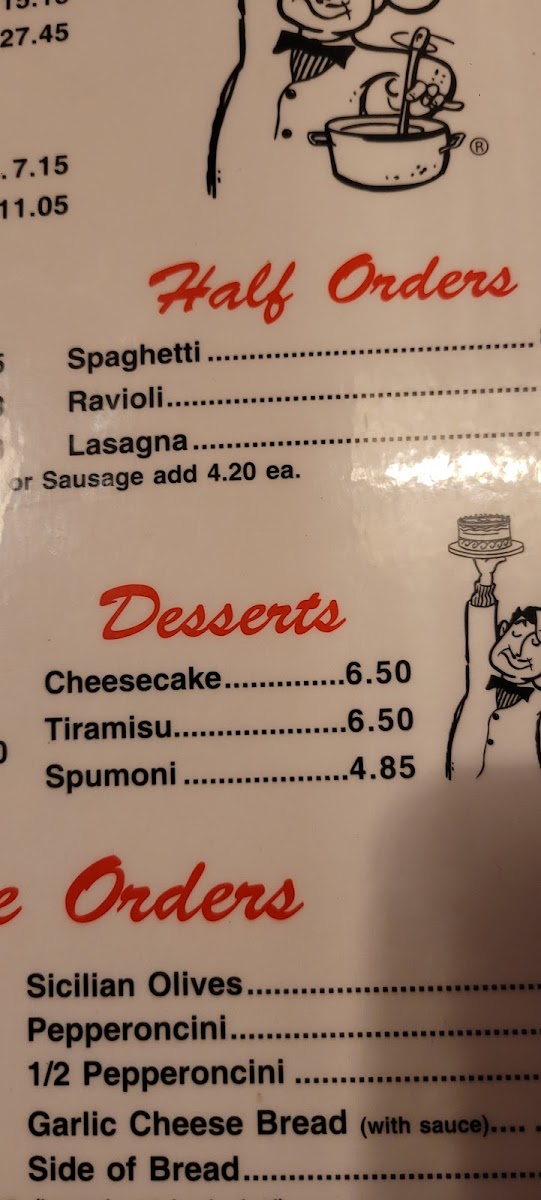 27.45
. 7.15
11.05
®
Half Orders
Spaghetti
Ravioli
Lasagna
or Sausage add 4.20 ea.
Desserts
Cheesecake..............6.50
Tiramisu....................6.50
Spumoni ...................4.85
Orders
Sicilian Olives
Pepperoncini
1/2 Pepperoncini
Garlic Cheese Bread (with sauce)
Side of Bread